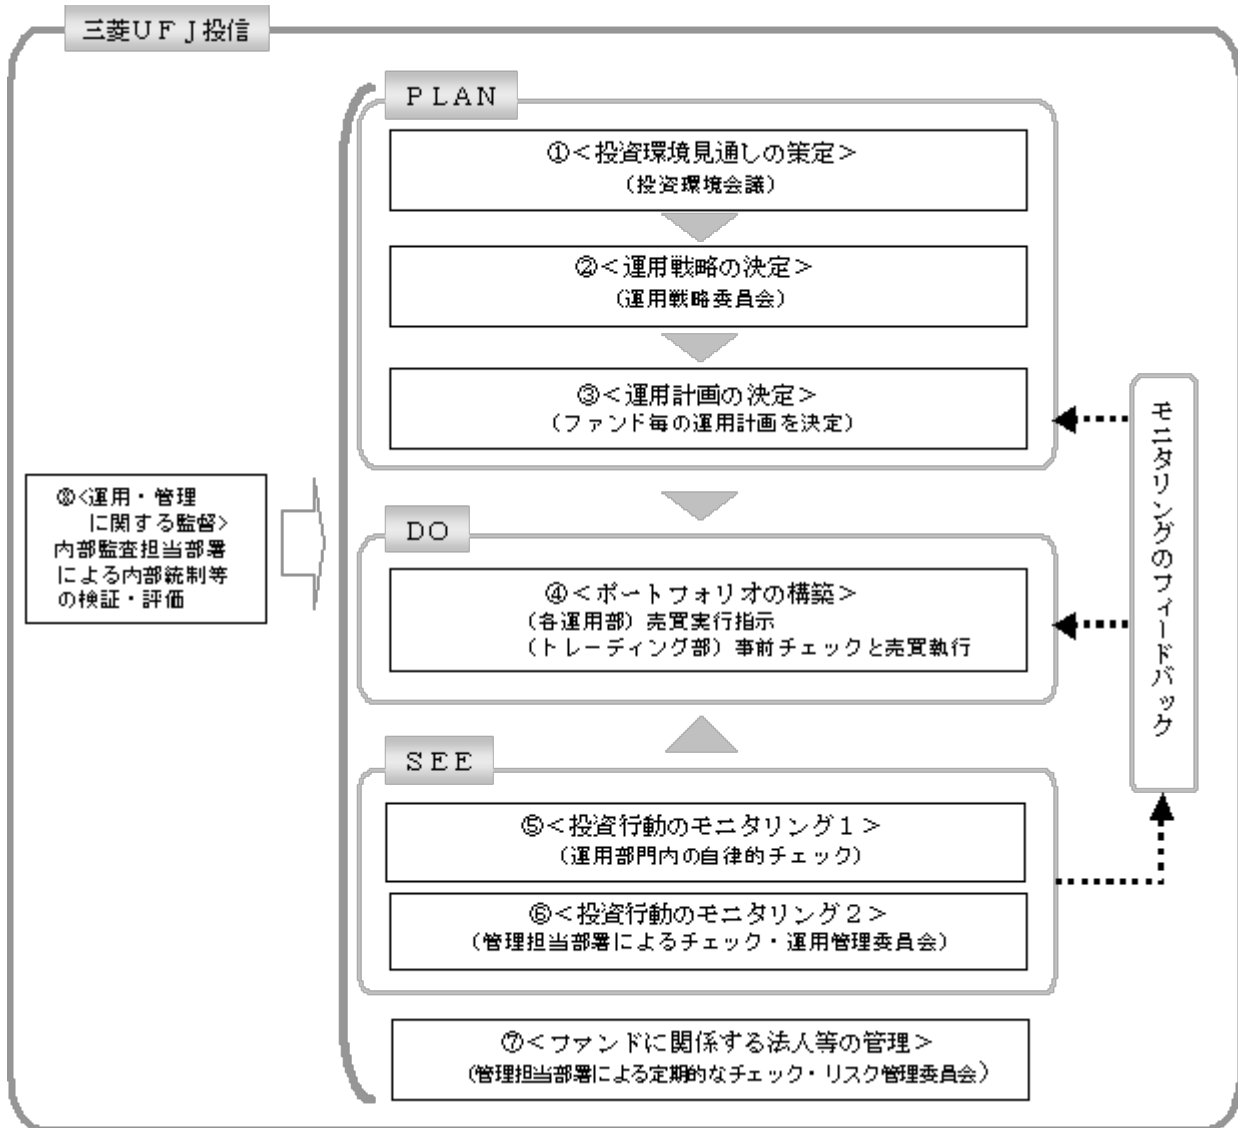 三菱ＵＦＪ投信
ＰＬＡＮ
①＜投資環境見通しの策定＞
（投資環境会議）
②＜運用戦略の決定＞
（運用戦略委員会）
③＜運用計画の決定＞
（ファンド毎の運用計画を決定）
モニタリングのフィードバック
⑧＜運用・管理
に関する監督＞
内部監査担当部署
による内部統制等
の検証・評価
ＤＯ
④＜ポートフォリオの構築＞
（各運用部）売買実行指示
（トレーディング部）事前チェックと売買執行
ＳＥＥ
⑤＜投資行動のモニタリング１＞
（運用部門内の自律的チェック）
⑥＜投資行動のモニタリング２＞
（管理担当部署によるチェック・運用管理委員会）
⑦＜ファンドに関係する法人等の管理＞
（管理担当部署による定期的なチェック・リスク管理委員会）